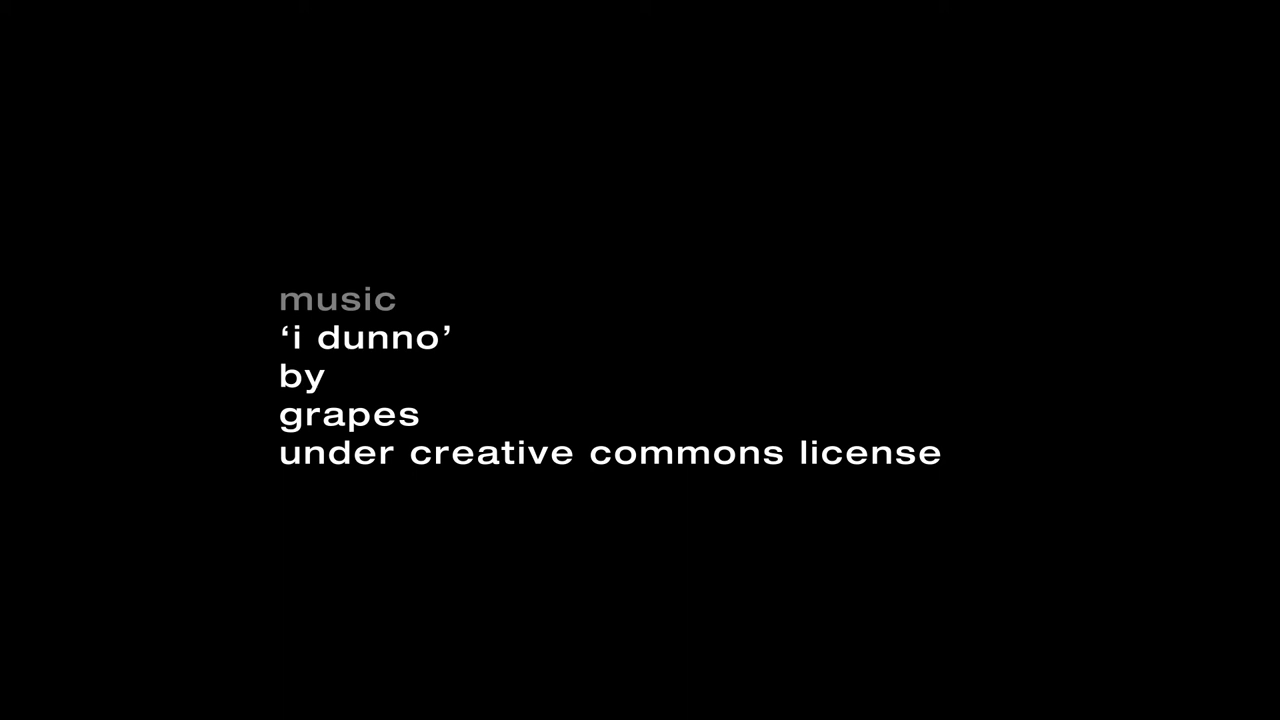 music
‘i dunno’
by
grapes
under creative commons license